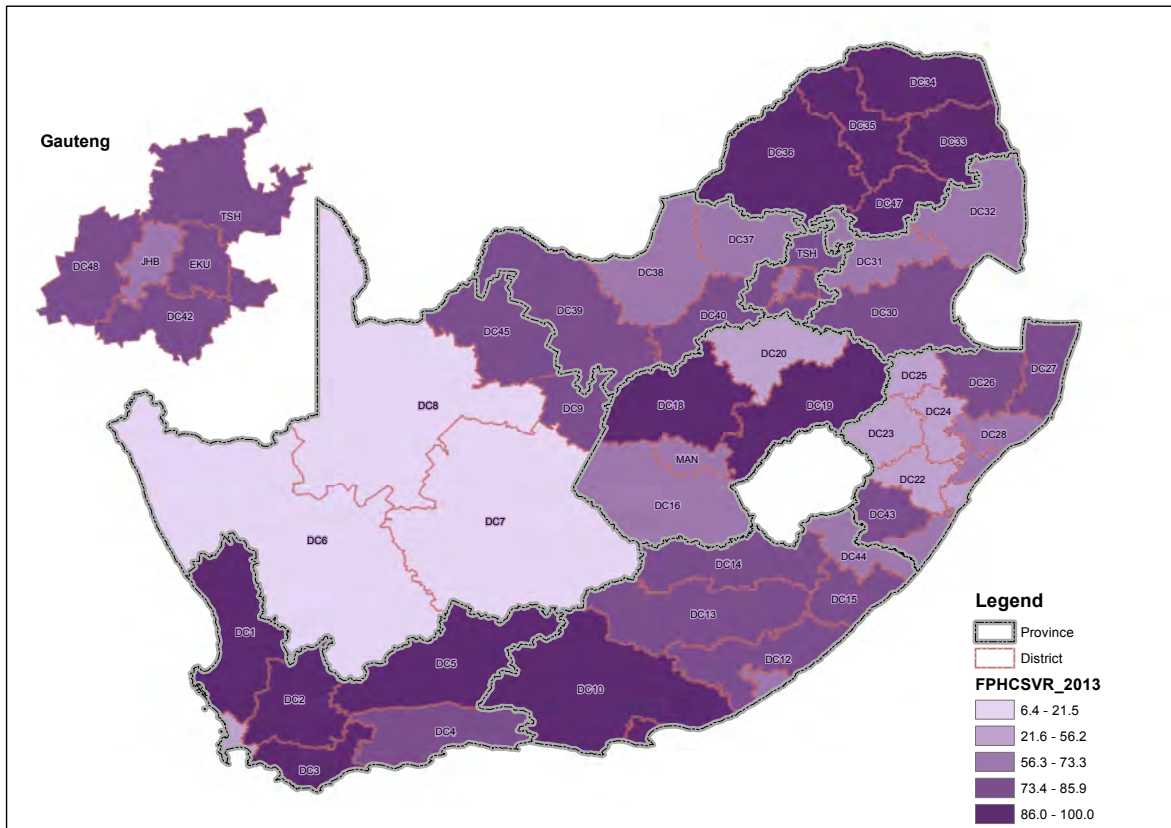 Gauteng
TSH
JHB
EKU
DC48
DC42
DC34
DC35
DC36
DC33
DC47
DC32
DC37
TSH
DC38
DC31
DC39
DC40
DC30
DC45
DC20
DC25
DC26
DC27
DC8
DC9
DC18
DC19
DC24
DC23
DC28
MAN
DC22
DC16
DC43
DC7
DC6
DC44
DC14
DC15
DC13
DC1
DC12
DC5
DC10
DC2
DC4
DC3
Legend
Province
District
FPHCSVR_2013
6.4 - 21.5
21.6 - 56.2
56.3 - 73.3
73.4 - 85.9
86.0 - 100.0